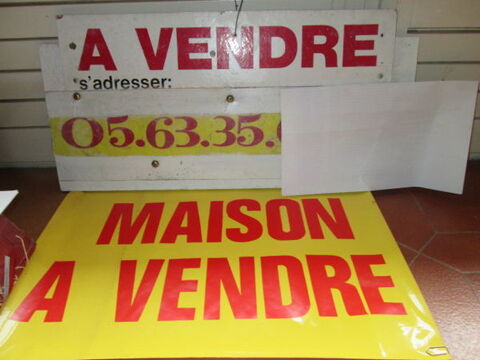 A VENDRE
s'adresser:
05.63.35.
MAISON
A VENDRE